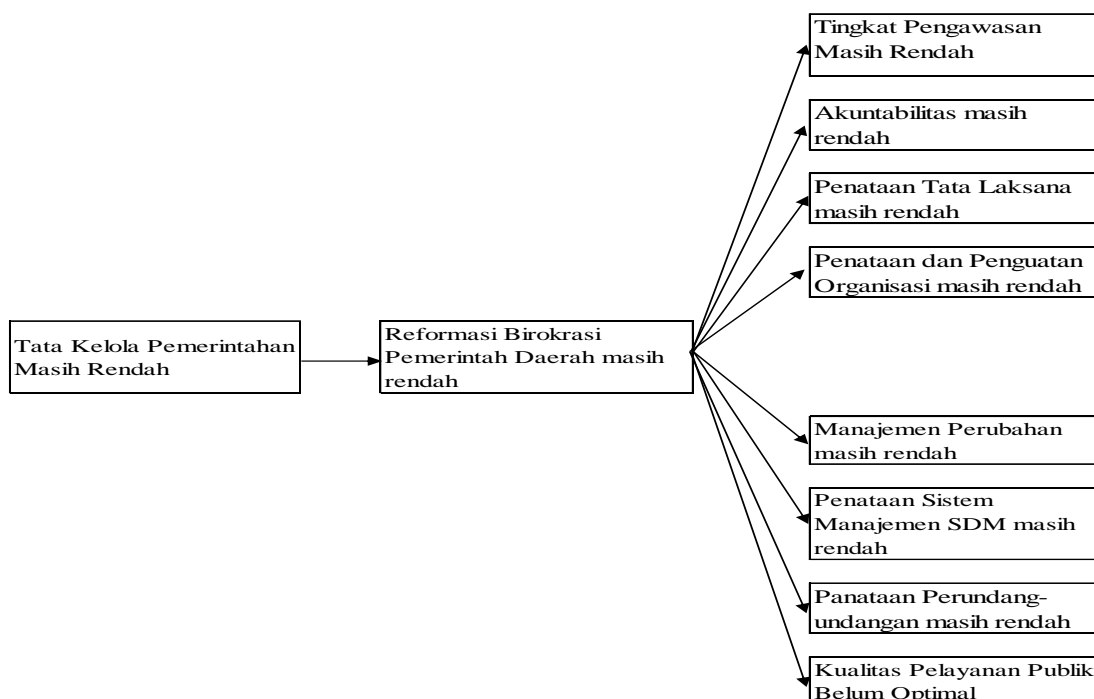 Tata Kelola Pemerintahan
Masih Rendah
Reformasi Birokrasi
Pemerintah Daerah masih
rendah
Tingkat Pengawasan
Masih Rendah
Akuntabilitas masih
rendah
Penataan Tata Laksana
masih rendah
Penataan dan Penguatan
Organisasi masih rendah
Manajemen Perubahan
masih rendah
Penataan Sistem
Manajemen SDM masih
rendah
Panataan Perundang-
undangan masih rendah
Kualitas Pelayanan Publik
Belum Optimal